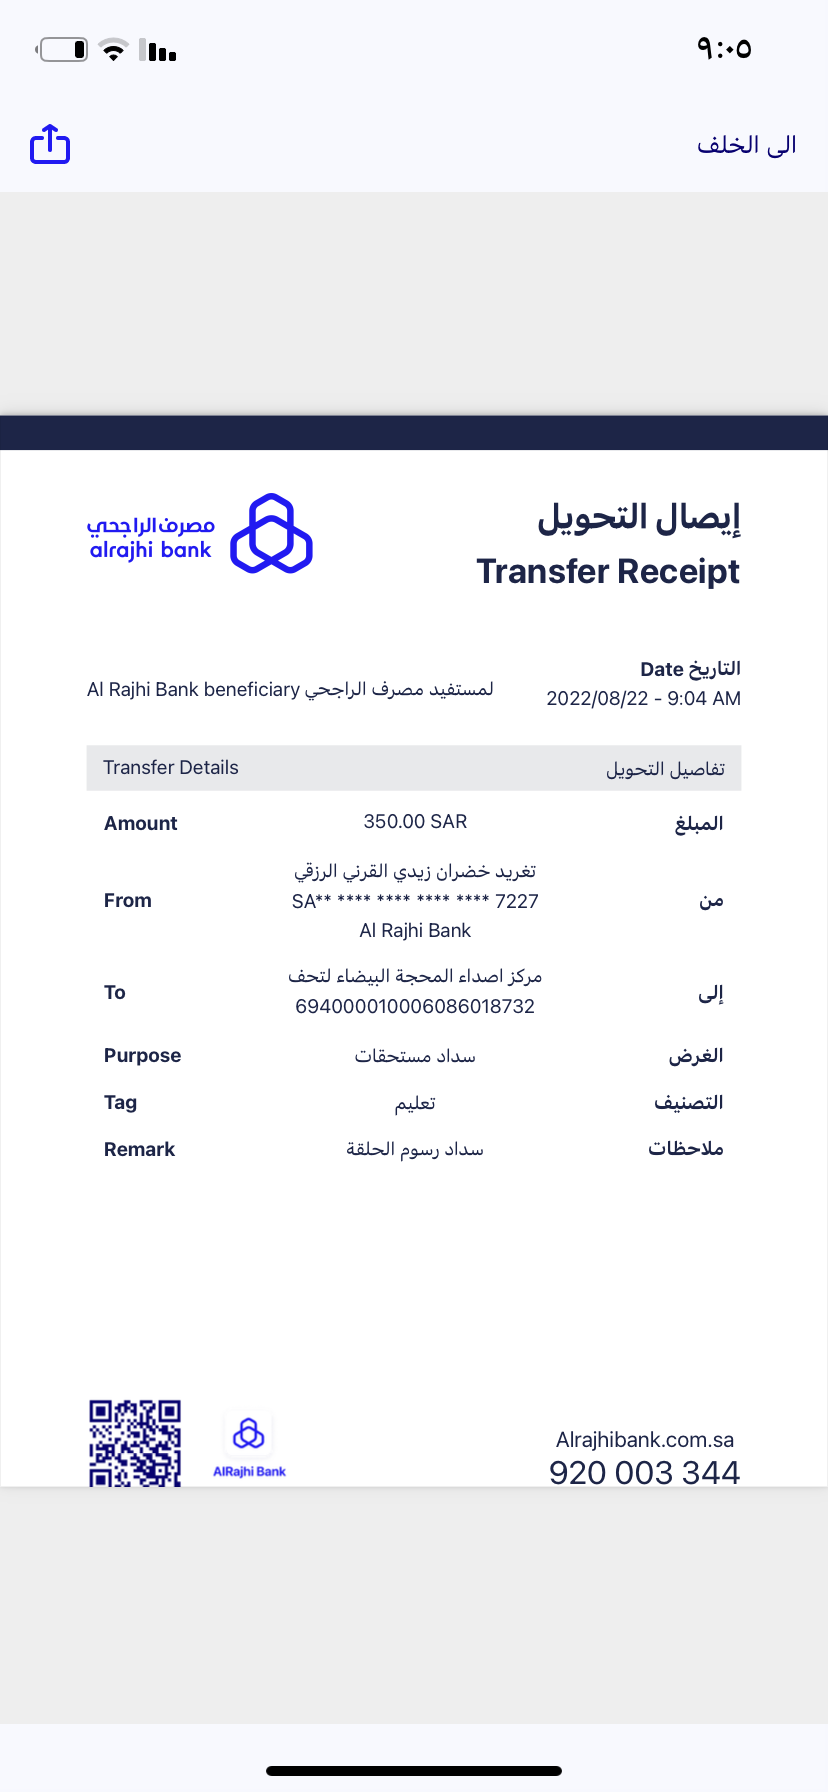 ٩:٠٥
الى الخلف
إيصال التحويل
Transfer Receipt
مصرف الراجحي
alrajhi bank
التاريخ Date
2022/08/22 - 9:04 AM
Al Rajhi Bank beneficiary لمستفيد مصرف الراجحي
Transfer Details تفاصيل التحويل
Amount 350.00 SAR المبلغ
تغريد خضران زيدي القرني الرزقي
From SA** **** **** **** **** 7227 من
Al Rajhi Bank
مركز اصداء المحجة البيضاء لتحف
To 694000010006086018732 إلى
Purpose سداد مستحقات الغرض
Tag تعليم التصنيف
Remark سداد رسوم الحلقة ملاحظات
AlRajhi Bank
Alrajhibank.com.sa
920 003 344